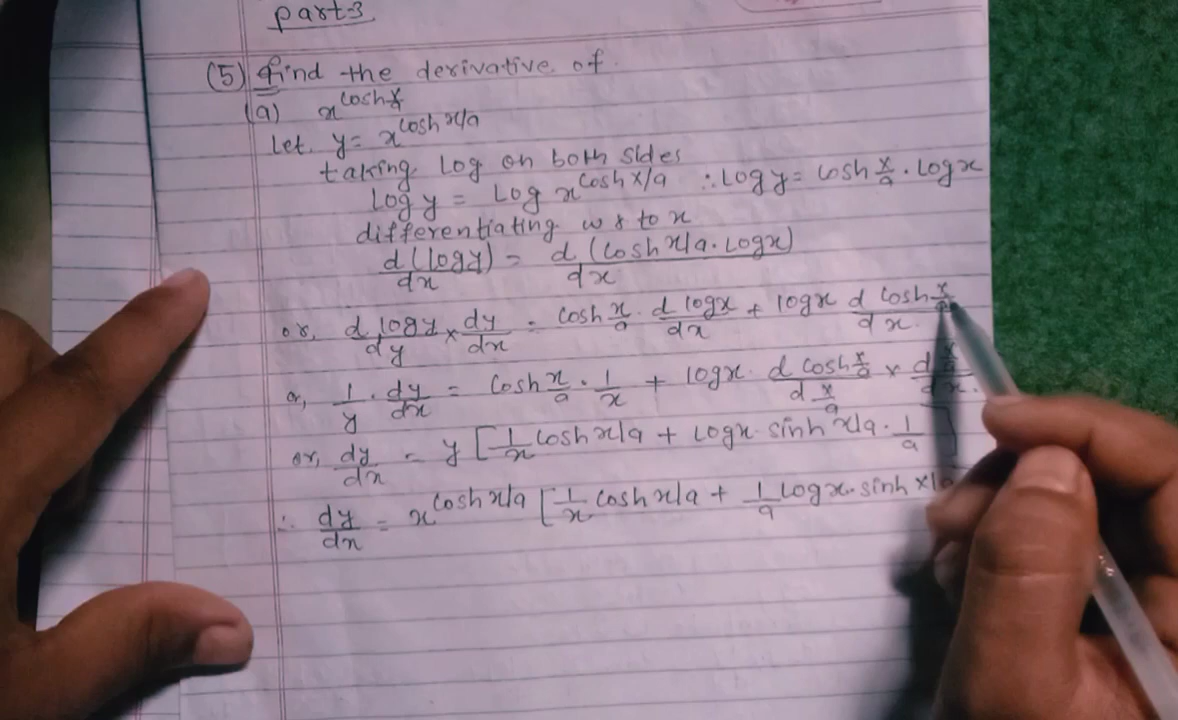 part-3
(5) Find the derivative of.
(a) x^cosh x/a
Let. y = x^cosh x/a
taking Log on both sides
Log y = Log x^cosh x/a ∴ Log y = cosh x/a . Log x
differentiating w r to x
d(log y)/dx = d(cosh x/a . Log x)/dx
or, d log y/dy × dy/dx = cosh x/a . d log x/dx + log x d cosh x/a/dx.
or, 1/y . dy/dx = cosh x/a . 1/x + log x . d cosh x/a/d x/a × d x/a/dx.
or, dy/dx = y [1/x cosh x/a + Log x . sinh x/a . 1/a]
∴ dy/dx = x^cosh x/a [1/x cosh x/a + 1/a Log x . sinh x/a